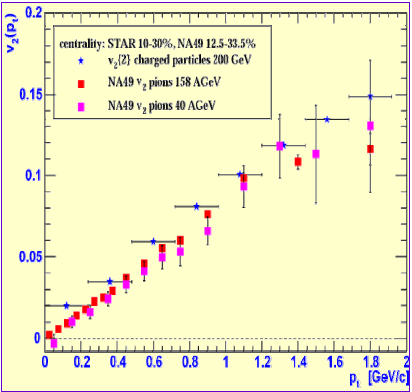 v2(pt)
0.2
centrality: STAR 10-30%, NA49 12.5-33.5%
v2{2} charged particles 200 GeV
NA49 v2 pions 158 AGeV
NA49 v2 pions 40 AGeV
0.15
0.1
0.05
0
0 0.2 0.4 0.6 0.8 1 1.2 1.4 1.6 1.8 2
pt [GeV/c]